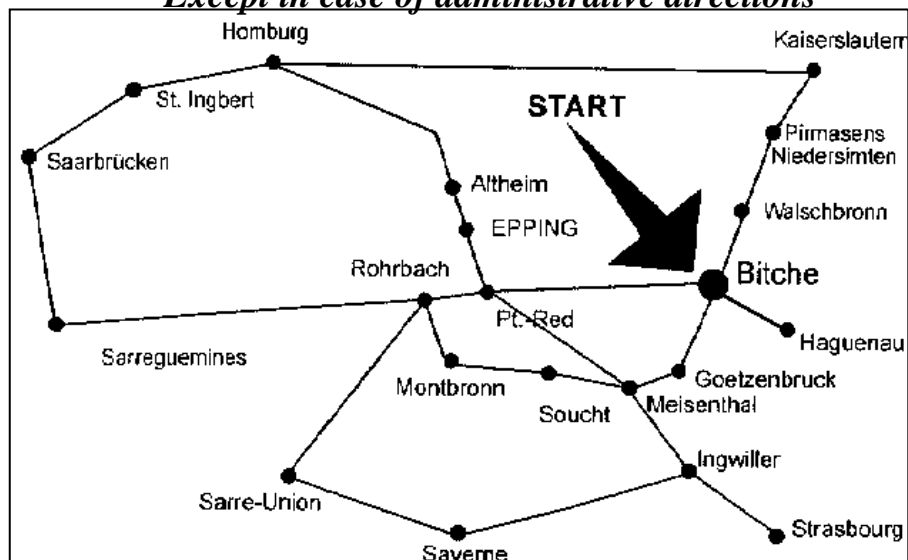 Except in case of administrative directions
Homburg
Kaiserslautern
St. Ingbert
START
Saarbrücken
Pirmasens
Niedersimten
Altheim
EPPING
Walschbronn
Rohrbach
Bitche
Pt.-Red
Haguenau
Sarreguemines
Montbronn
Goetzenbruck
Soucht
Meisenthal
Ingwiller
Sarre-Union
Strasbourg
Saverne